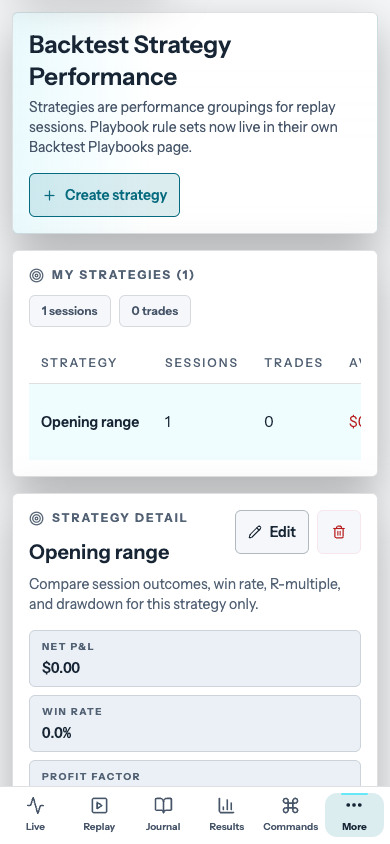 Backtest Strategy
Performance
Strategies are performance groupings for replay
sessions. Playbook rule sets now live in their own
Backtest Playbooks page.
Create strategy
MY STRATEGIES (1)
1 sessions 0 trades
STRATEGY SESSIONS TRADES
Opening range 1 0
STRATEGY DETAIL
Edit
Opening range
Compare session outcomes, win rate, R-multiple,
and drawdown for this strategy only.
NET P&L
$0.00
WIN RATE
0.0%
PROFIT FACTOR
Live Replay Journal Results Commands More